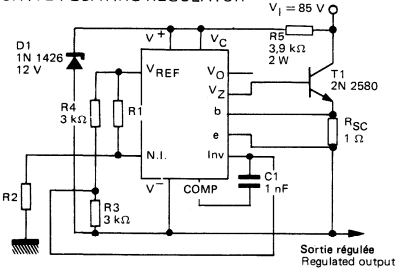 V_I = 85 V
D1
1N 1426
12 V
V+
V_C
R5
3,9 kΩ
2 W
T1
2N 2580
V_REF
V_O
V_Z
R4
3 kΩ
R1
b
e
R_SC
1 Ω
N.I.
Inv
V−
COMP
C1
1 nF
R2
R3
3 kΩ
Sortie régulée
Regulated output